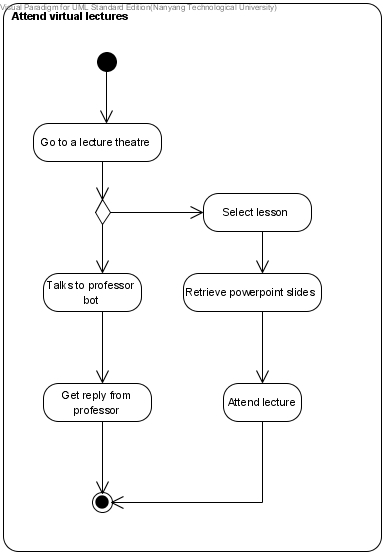 Visual Paradigm for UML Standard Edition(Nanyang Technological University)
Attend virtual lectures
Go to a lecture theatre
Select lesson
Talks to professor
bot
Retrieve powerpoint slides
Get reply from
professor
Attend lecture